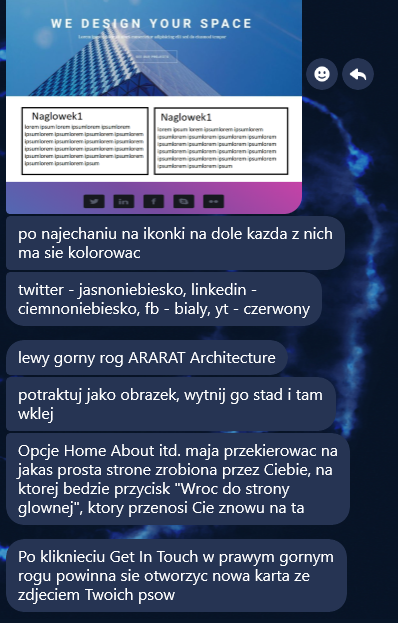 WE DESIGN YOUR SPACE
Naglowek1
Naglowek1
lorem ipsum lorem ipsumlorem ipsumlorem
ipsumlorem ipsumlorem ipsumlorem ipsumlorem
ipsumlorem ipsumlorem ipsumlorem ipsumlorem
ipsumlorem ipsumlorem ipsumlorem ipsumlorem
ipsumlorem ipsumlorem ipsumlorem ipsumlorem
ipsumlorem ipsumlorem ipsum
lorem ipsum lorem ipsumlorem ipsumlorem
ipsumlorem ipsumlorem ipsumlorem ipsumlorem
ipsumlorem ipsumlorem ipsumlorem ipsumlorem
ipsumlorem ipsumlorem ipsumlorem ipsumlorem
ipsumlorem ipsumlorem ipsumlorem ipsumlorem
ipsumlorem ipsumlorem ipsum
po najechaniu na ikonki na dole kazda z nich
ma sie kolorowac
twitter - jasnoniebiesko, linkedin -
ciemnoniebiesko, fb - bialy, yt - czerwony
lewy gorny rog ARARAT Architecture
potraktuj jako obrazek, wytnij go stad i tam
wklej
Opcje Home About itd. maja przekierowac na
jakas prosta strone zrobiona przez Ciebie, na
ktorej bedzie przycisk "Wroc do strony
glownej", ktory przenosi Cie znowu na ta
Po kliknieciu Get In Touch w prawym gornym
rogu powinna sie otworzyc nowa karta ze
zdjeciem Twoich psow